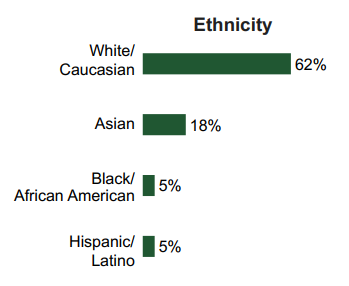 Ethnicity
White/
Caucasian
62%
Asian
18%
Black/
African American
5%
Hispanic/
Latino
5%